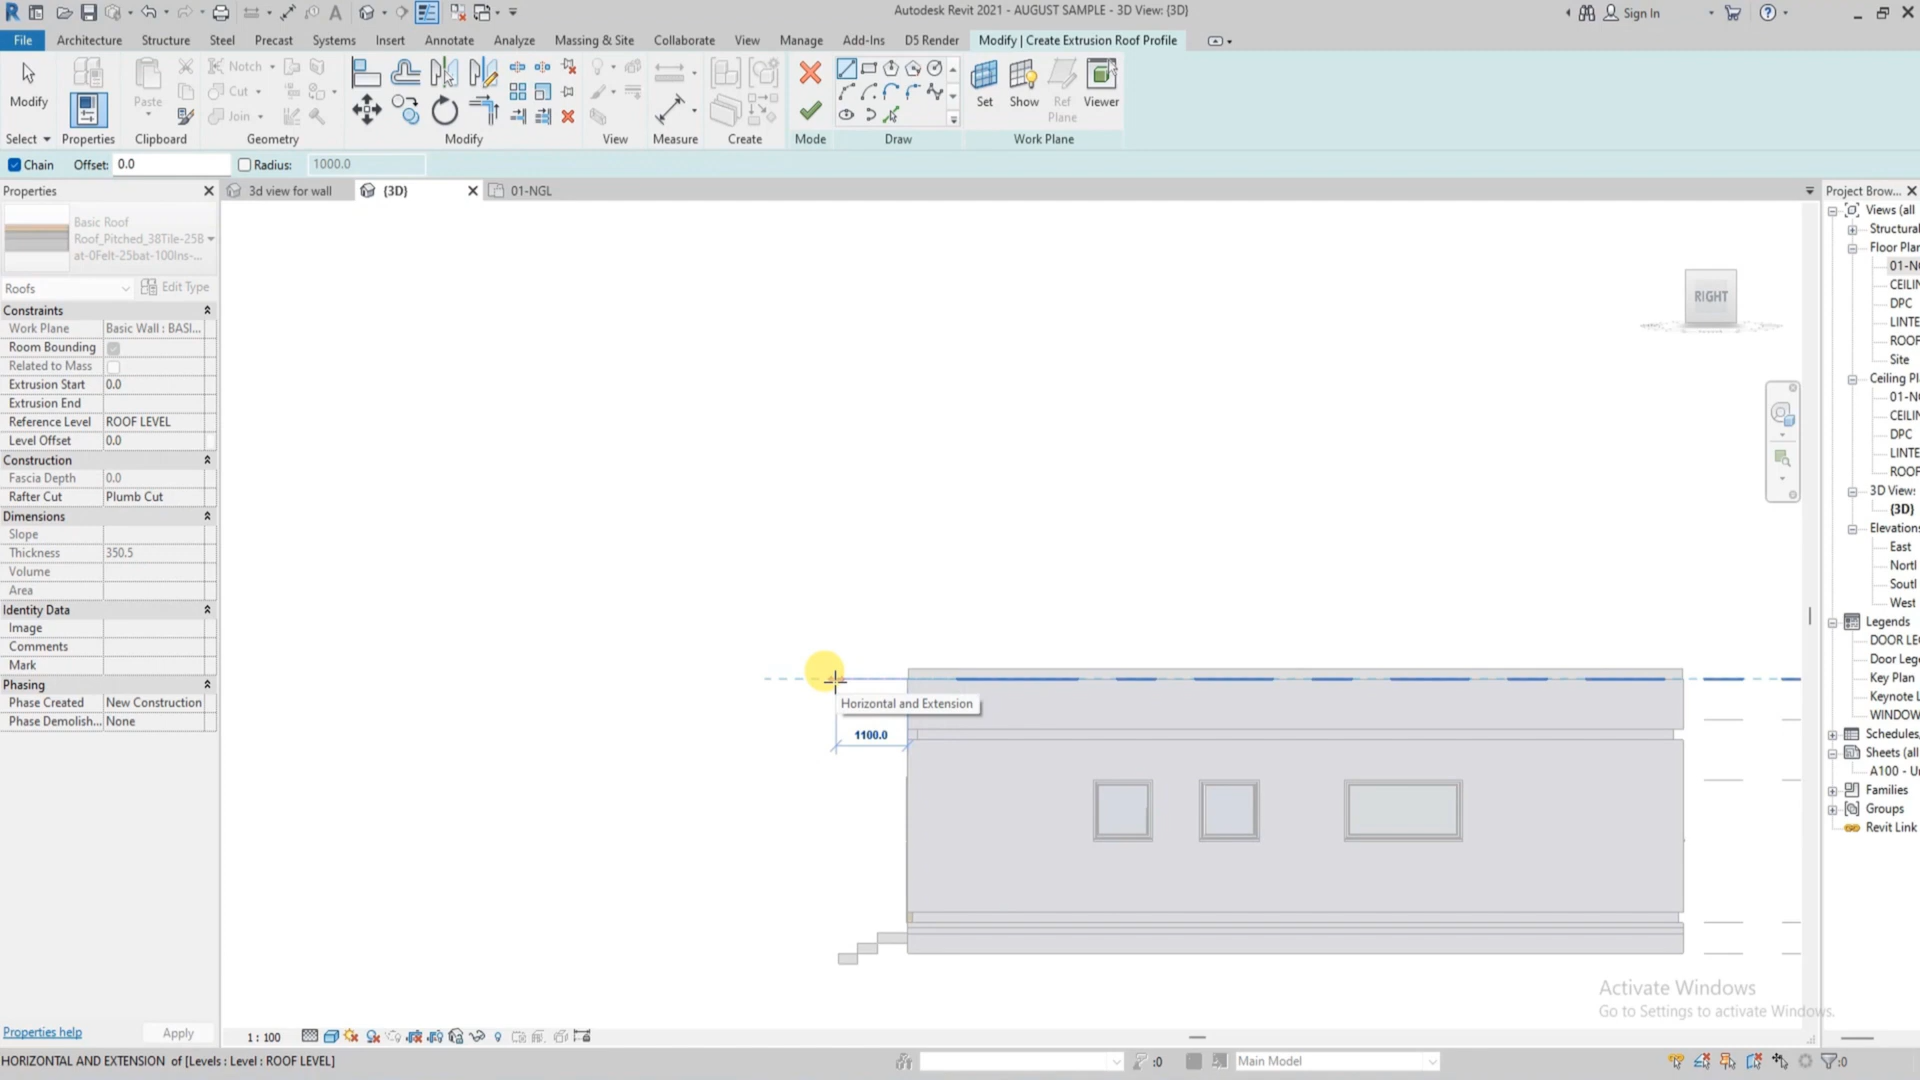 Autodesk Revit 2021 - AUGUST SAMPLE - 3D View: {3D}
Sign In
File Architecture Structure Steel Precast Systems Insert Annotate Analyze Massing & Site Collaborate View Manage Add-Ins D5 Render Modify | Create Extrusion Roof Profile
Modify
Paste
Notch
Cut
Join
Set Show Ref Plane Viewer
Select Properties Clipboard Geometry Modify View Measure Create Mode Draw Work Plane
Chain Offset: 0.0 Radius: 1000.0
Properties
3d view for wall {3D} 01-NGL
Project Brow...
Basic Roof
Roof_Pitched_38Tile-25B
at-0Felt-25bat-100Ins-...
Roofs Edit Type
Constraints
Work Plane Basic Wall : BASI...
Room Bounding
Related to Mass
Extrusion Start 0.0
Extrusion End
Reference Level ROOF LEVEL
Level Offset 0.0
Construction
Fascia Depth 0.0
Rafter Cut Plumb Cut
Dimensions
Slope
Thickness 350.5
Volume
Area
Identity Data
Image
Comments
Mark
Phasing
Phase Created New Construction
Phase Demolish... None
Properties help Apply
RIGHT
Horizontal and Extension
1100.0
Views (all
Structural
Floor Plan
01-NG
CEILIN
DPC
LINTE
ROOF
Site
Ceiling Pl
01-NG
CEILIN
DPC
LINTE
ROOF
3D Views
{3D}
Elevations
East
North
South
West
Legends
DOOR LE
Door Lege
Key Plan
Keynote L
WINDOW
Schedules,
Sheets (all
A100 - Un
Families
Groups
Revit Link
Activate Windows
Go to Settings to activate Windows.
1 : 100
HORIZONTAL AND EXTENSION of [Levels : Level : ROOF LEVEL]
:0
Main Model
:0